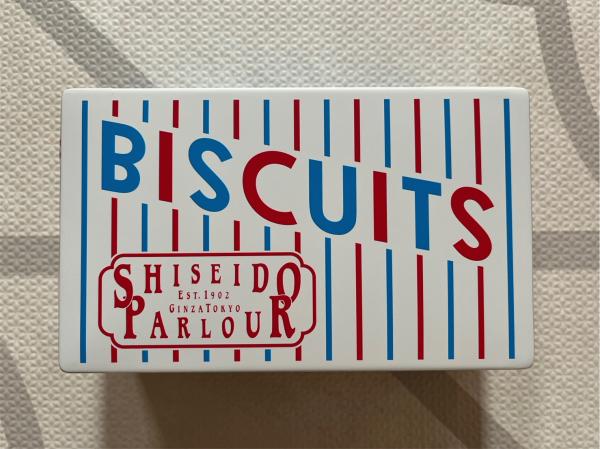 BISCUITS
SHISEIDO
EST. 1902
GINZA TOKYO
PARLOUR